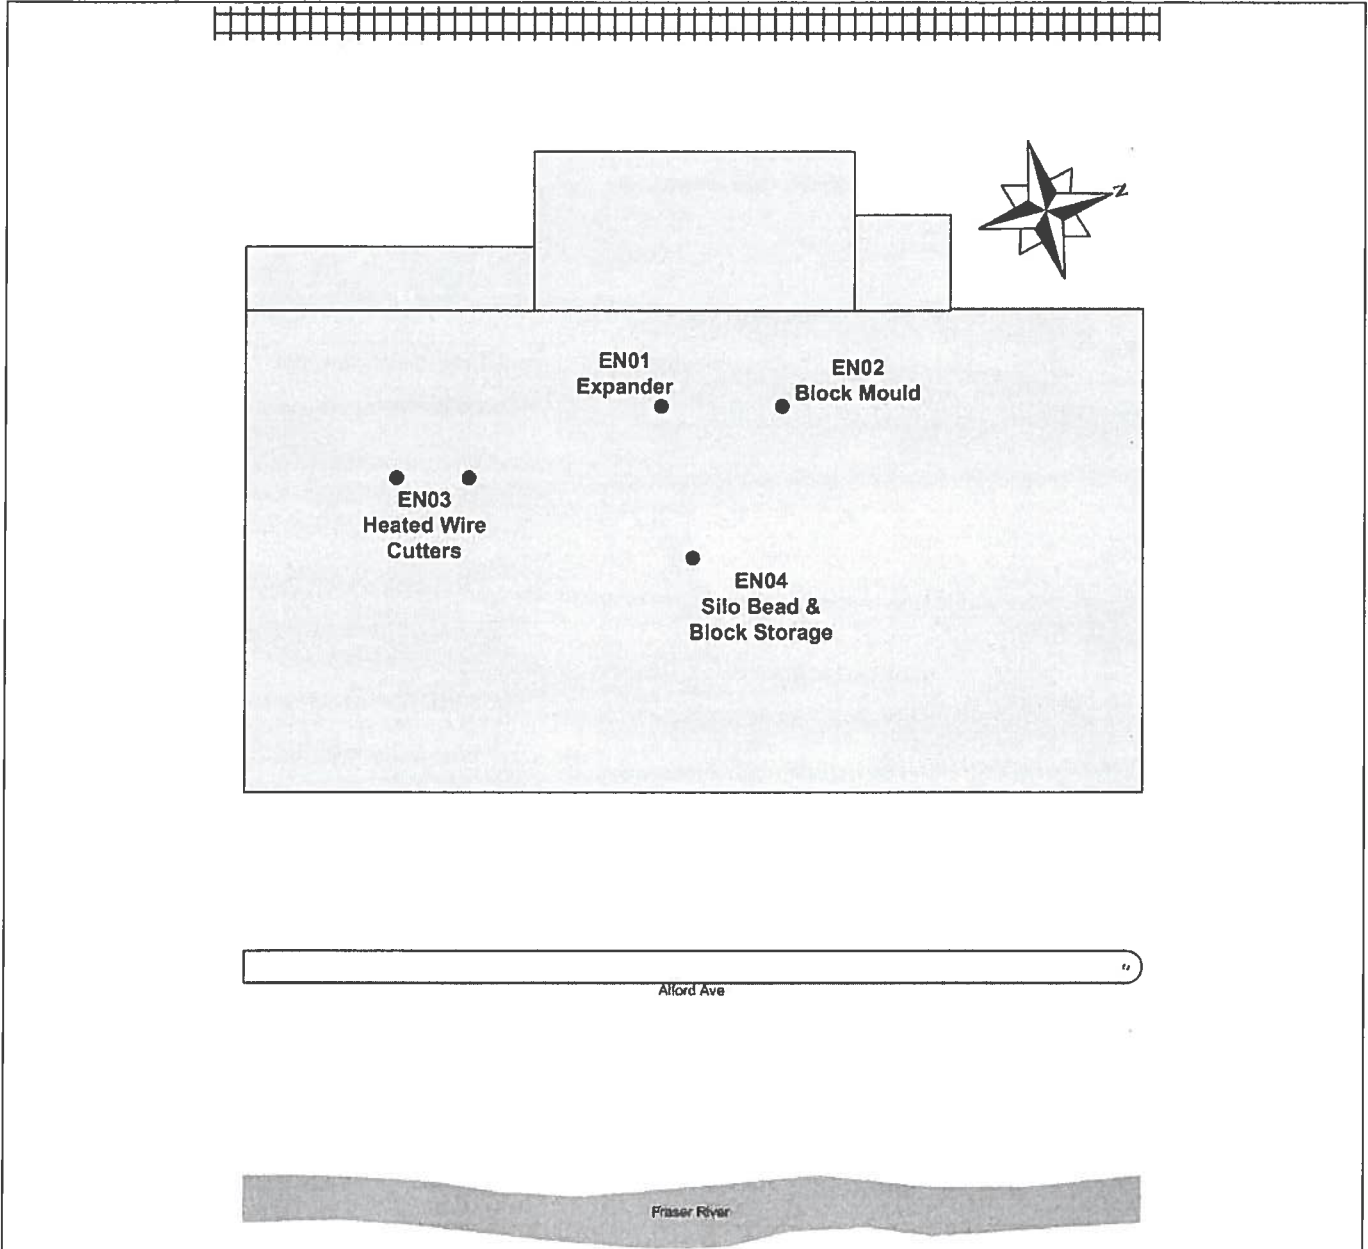 N
EN01
Expander
EN02
Block Mould
EN03
Heated Wire
Cutters
EN04
Silo Bead &
Block Storage
Alford Ave
Fraser River